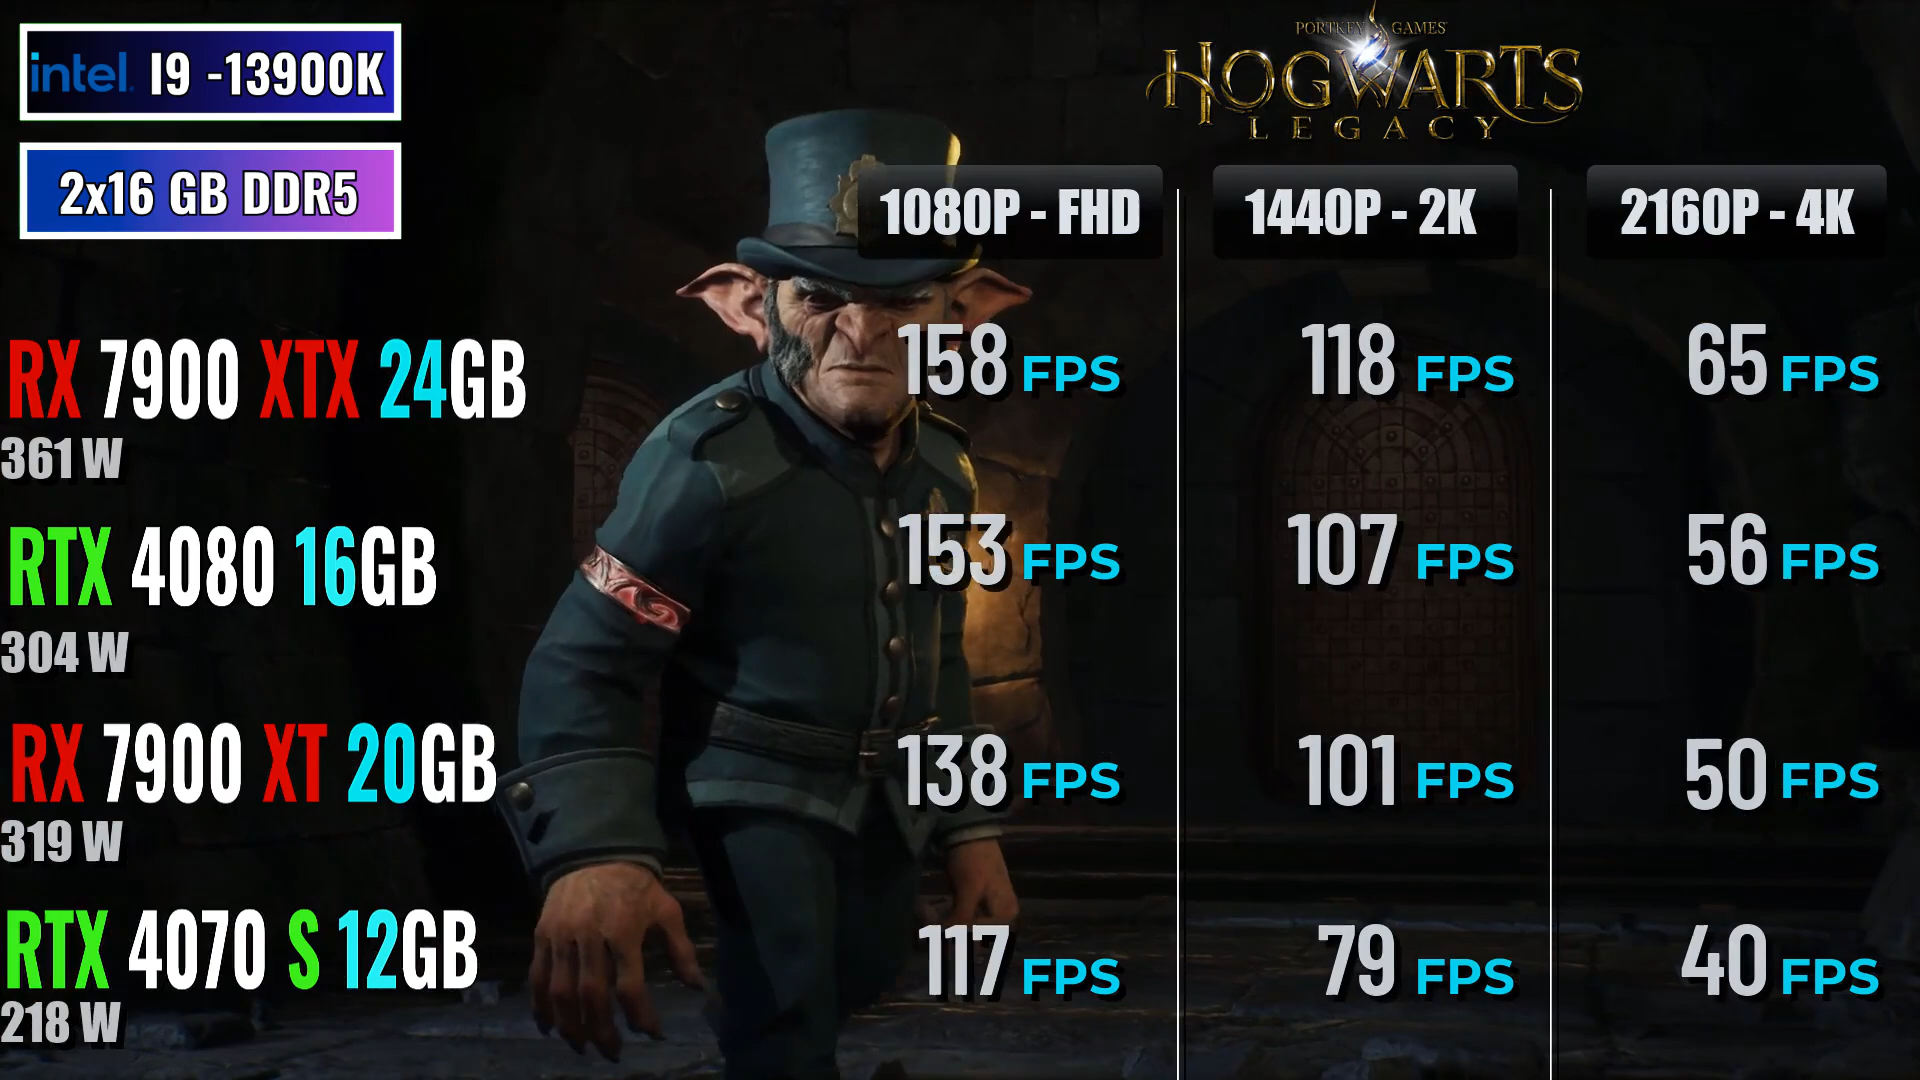 intel. I9 -13900K
2x16 GB DDR5
PORTKEY GAMES
HOGWARTS
LEGACY
1080P - FHD 1440P - 2K 2160P - 4K
RX 7900 XTX 24GB 158 FPS 118 FPS 65 FPS
361 W
RTX 4080 16GB 153 FPS 107 FPS 56 FPS
304 W
RX 7900 XT 20GB 138 FPS 101 FPS 50 FPS
319 W
RTX 4070 S 12GB 117 FPS 79 FPS 40 FPS
218 W